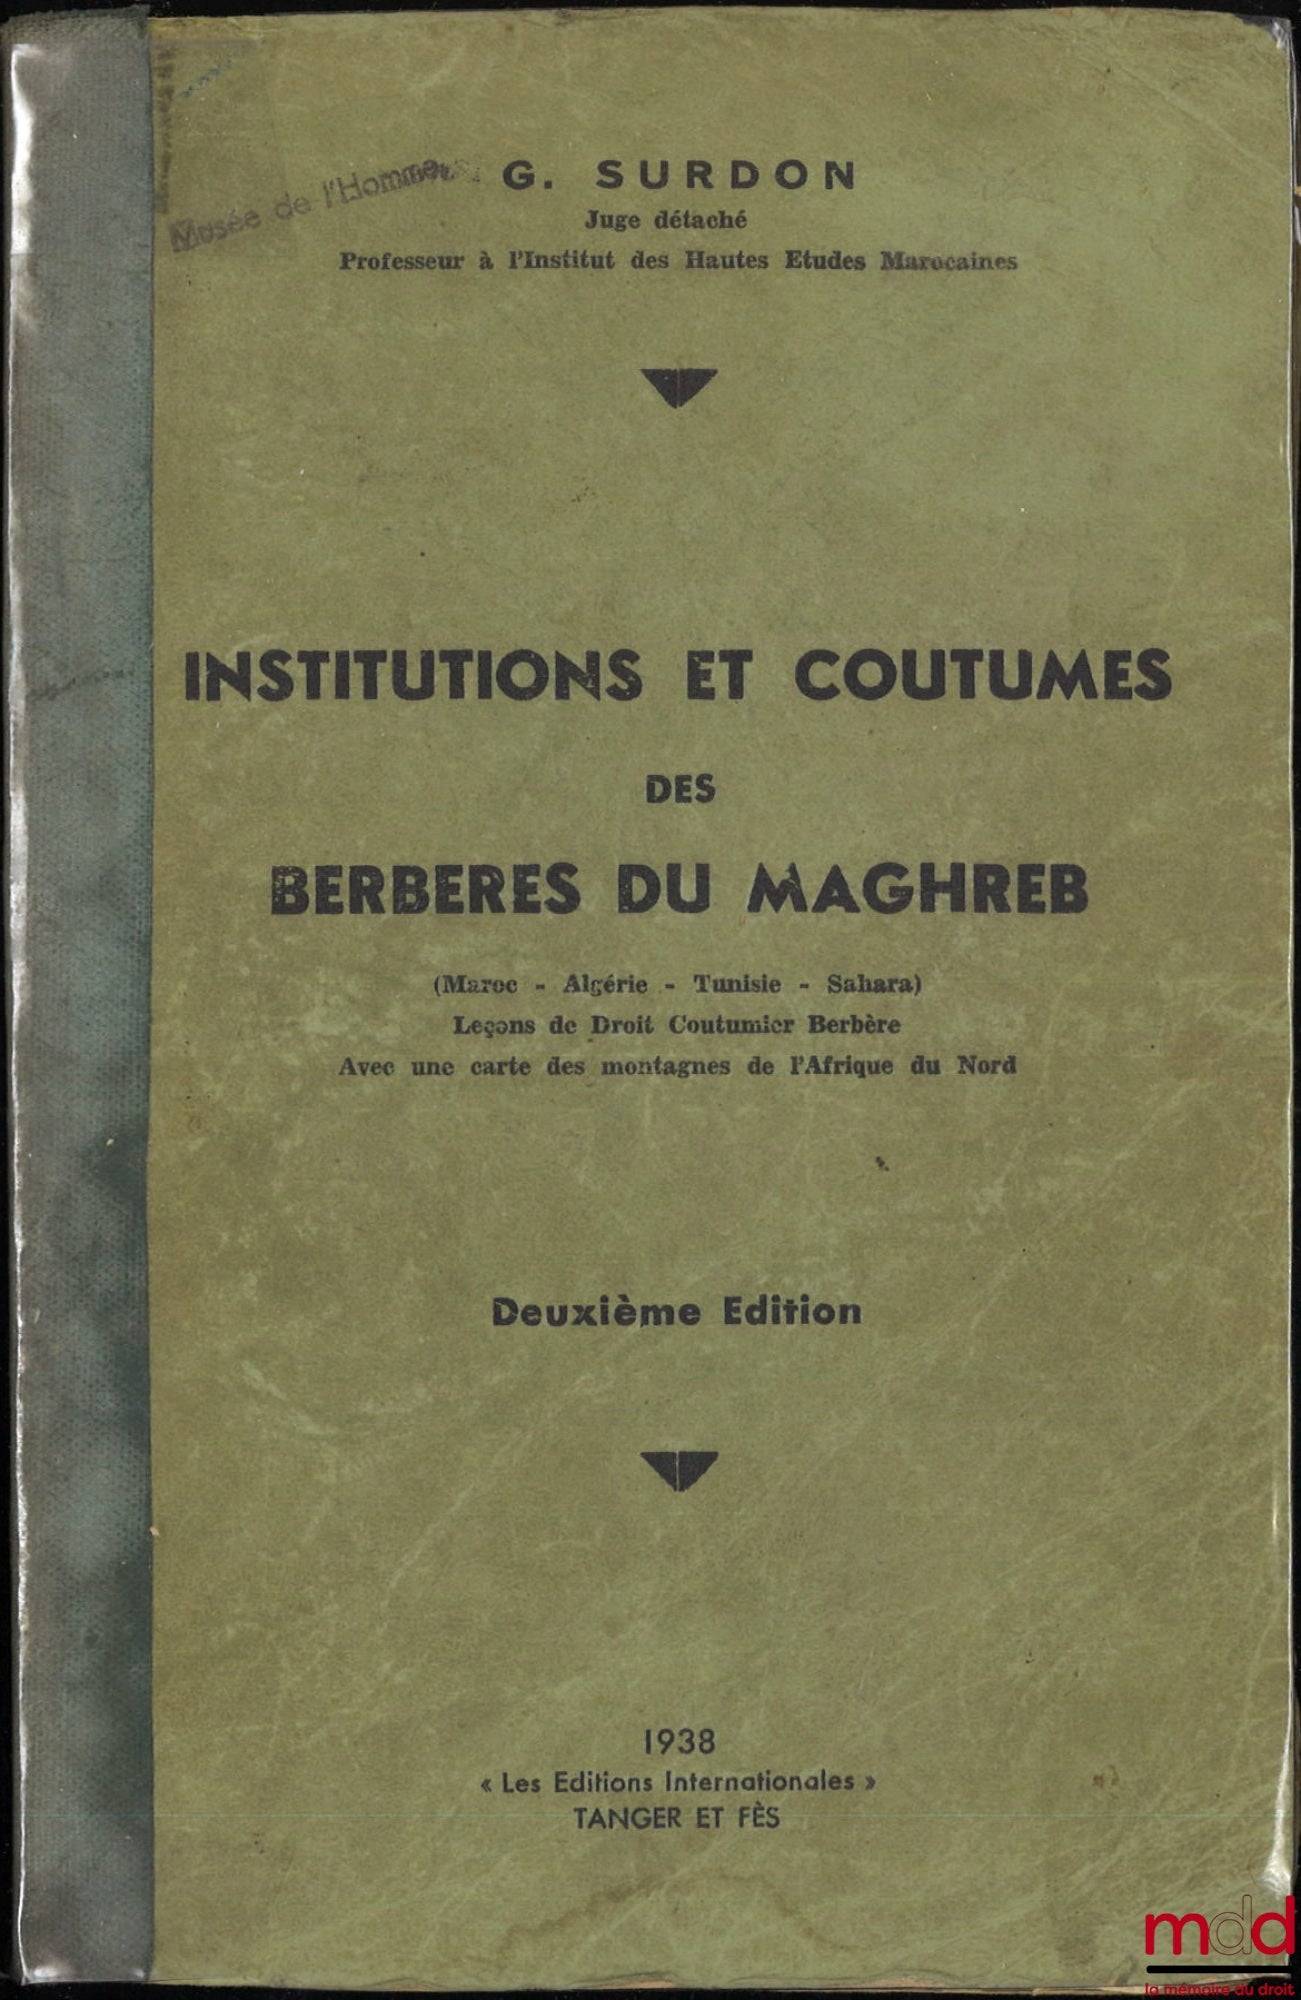 Musée de l'Homme
G. SURDON
Juge détaché
Professeur à l'Institut des Hautes Etudes Marocaines
INSTITUTIONS ET COUTUMES
DES
BERBERES DU MAGHREB
(Maroc - Algérie - Tunisie - Sahara)
Leçons de Droit Coutumier Berbère
Avec une carte des montagnes de l'Afrique du Nord
Deuxième Edition
1938
« Les Editions Internationales »
TANGER ET FÈS
mdd
la mémoire du droit